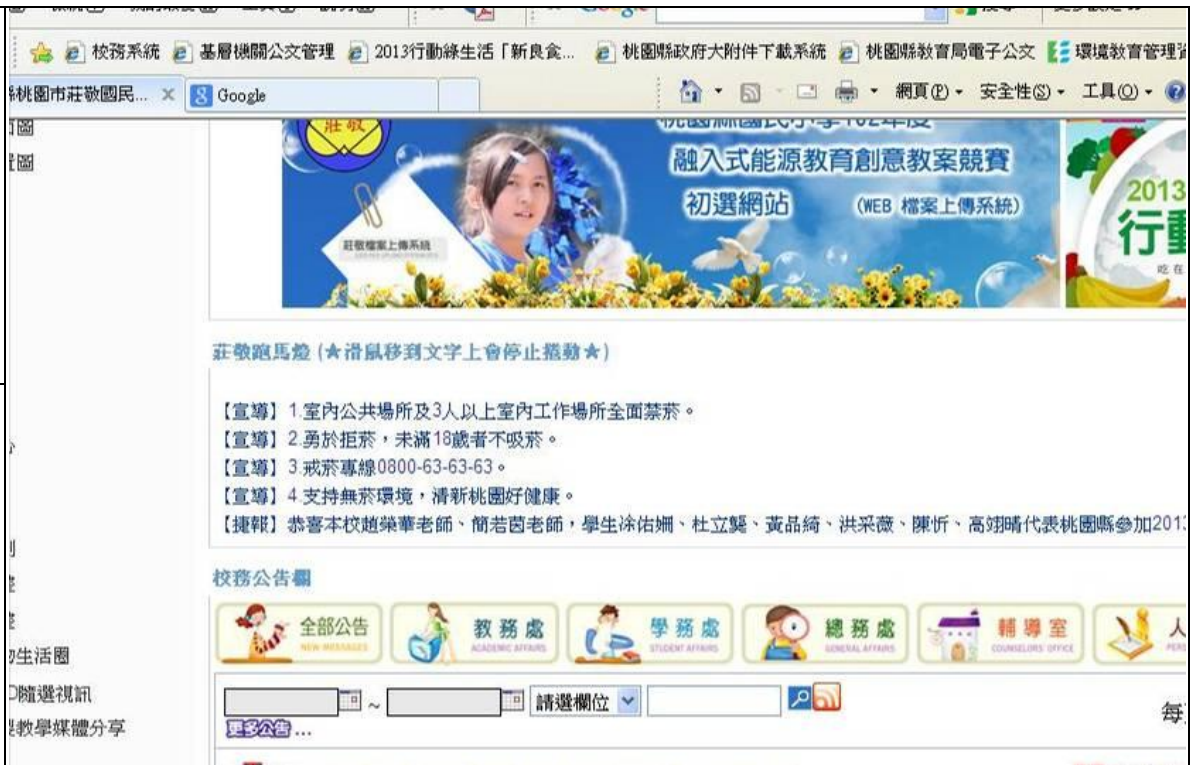 校務系統 基層機關公文管理 2013行動綠生活「新良食... 桃園縣政府大附件下載系統 桃園縣教育局電子公文 環境教育管理
桃園市莊敬國民... Google 網頁(P) 安全性(S) 工具(O)
莊敬
融入式能源教育創意教案競賽
初選網站 (WEB 檔案上傳系統)
莊敬檔案上傳系統
2013
行動
莊敬跑馬燈 (★滑鼠移到文字上會停止捲動★)
【宣導】1.室內公共場所及3人以上室內工作場所全面禁菸。
【宣導】2.勇於拒菸，未滿18歲者不吸菸。
【宣導】3.戒菸專線0800-63-63-63。
【宣導】4.支持無菸環境，清新桃園好健康。
【捷報】恭喜本校趙榮華老師、簡若茵老師，學生涂佑姍、杜立龑、黃品綺、洪采薇、陳忻、高翊晴代表桃園縣參加2013
校務公告欄
全部公告 教務處 學務處 總務處 輔導室 人
NEW MESSAGES ACADEMIC AFFAIRS STUDENT AFFAIRS GENERAL AFFAIRS COUNSELORS' OFFICE
生活圈
隨選視訊
教學媒體分享
~ 請選欄位
每
更多公告 ...